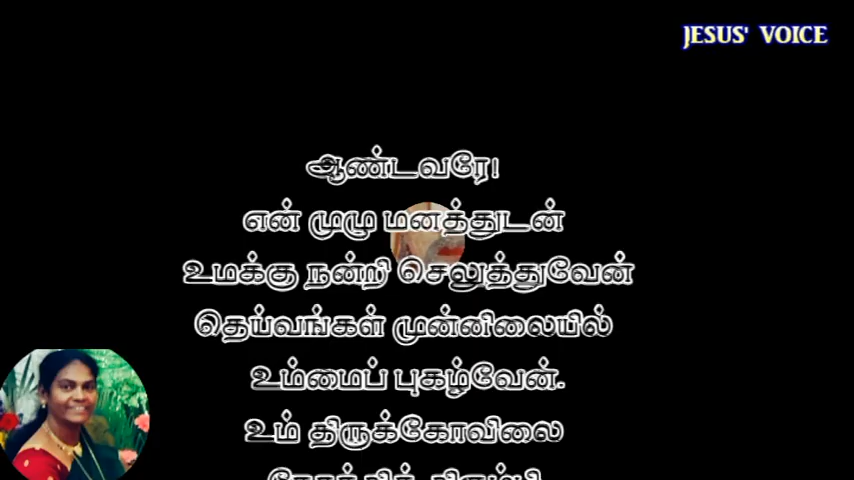 JESUS' VOICE
ஆண்டவரே!
என் முழு மனத்துடன்
உமக்கு நன்றி செலுத்துவேன்
தெய்வங்கள் முன்னிலையில்
உம்மைப் புகழ்வேன்.
உம் திருக்கோவிலை